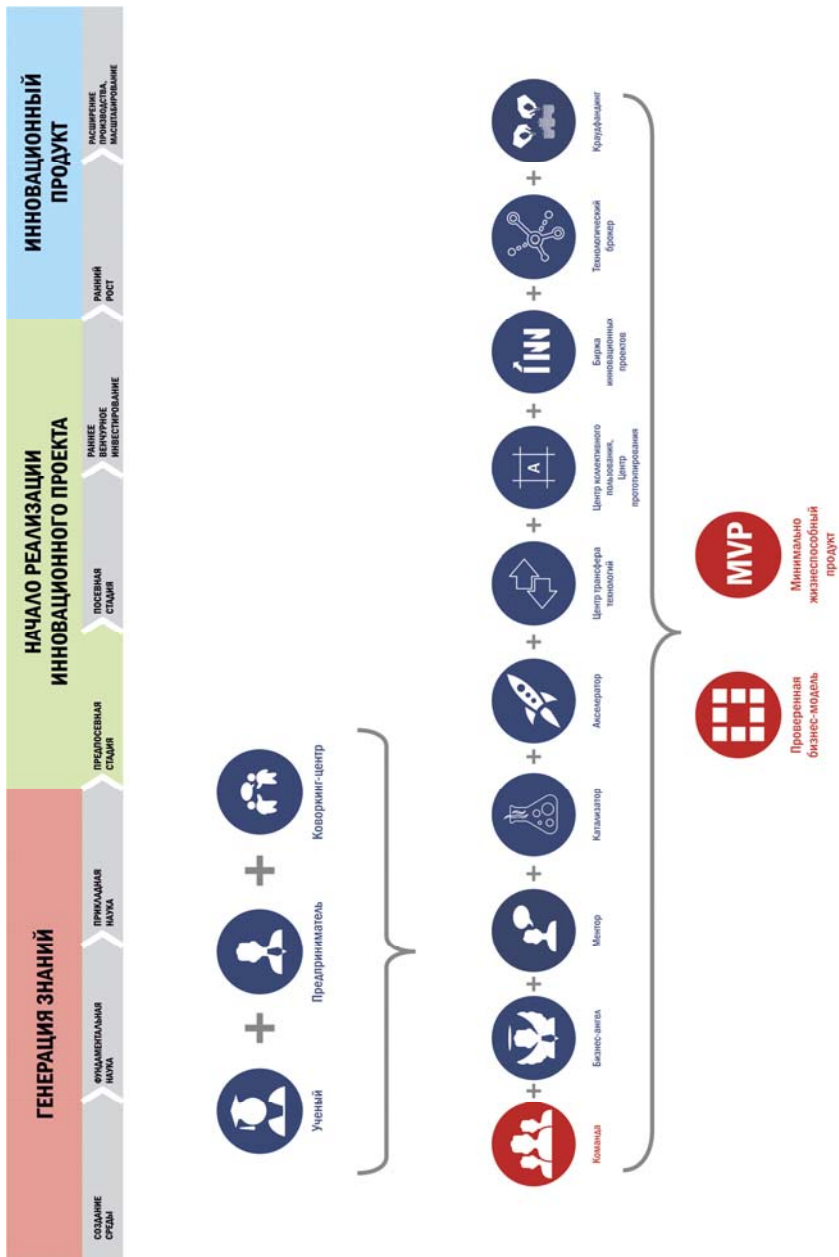 ГЕНЕРАЦИЯ ЗНАНИЙ
НАЧАЛО РЕАЛИЗАЦИИ
ИННОВАЦИОННОГО ПРОЕКТА
ИННОВАЦИОННЫЙ
ПРОДУКТ
СОЗДАНИЕ
СРЕДЫ
ФУНДАМЕНТАЛЬНАЯ
НАУКА
ПРИКЛАДНАЯ
НАУКА
ПРЕДПОСЕВНАЯ
СТАДИЯ
ПОСЕВНАЯ
СТАДИЯ
РАННЕЕ
ВЕНЧУРНОЕ
ИНВЕСТИРОВАНИЕ
РАННИЙ
РОСТ
РАСШИРЕНИЕ
ПРОИЗВОДСТВА,
МАСШТАБИРОВАНИЕ
Ученый
+
Предприниматель
+
Коворкинг-центр
Команда
+
Бизнес-ангел
+
Ментор
+
Катализатор
+
Акселератор
+
Центр трансфера
технологий
+
A
Центр коллективного
пользования,
Центр
прототипирования
+
Биржа
инновационных
проектов
+
Технологический
брокер
+
Краудфандинг
Проверенная
бизнес-модель
MVP
Минимально
жизнеспособный
продукт